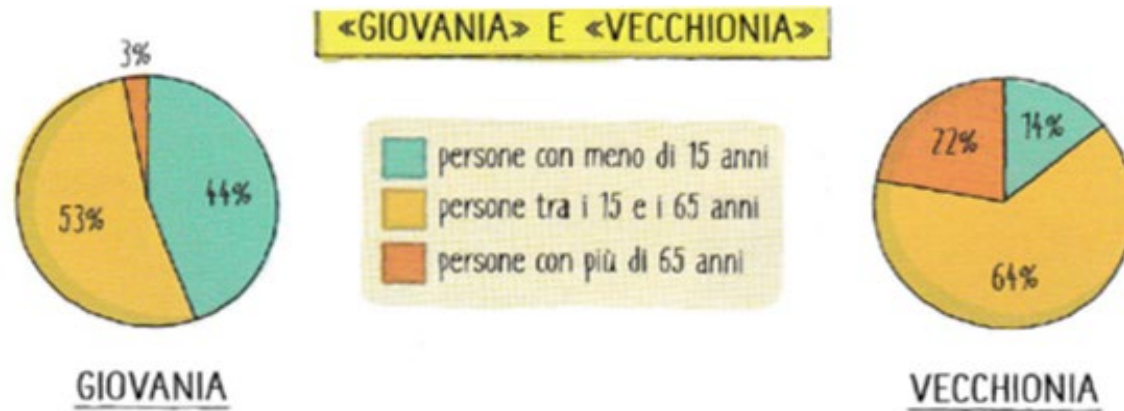 «GIOVANIA» E «VECCHIONIA»
3%
44%
53%
persone con meno di 15 anni
persone tra i 15 e i 65 anni
persone con più di 65 anni
22%
14%
64%
GIOVANIA
VECCHIONIA